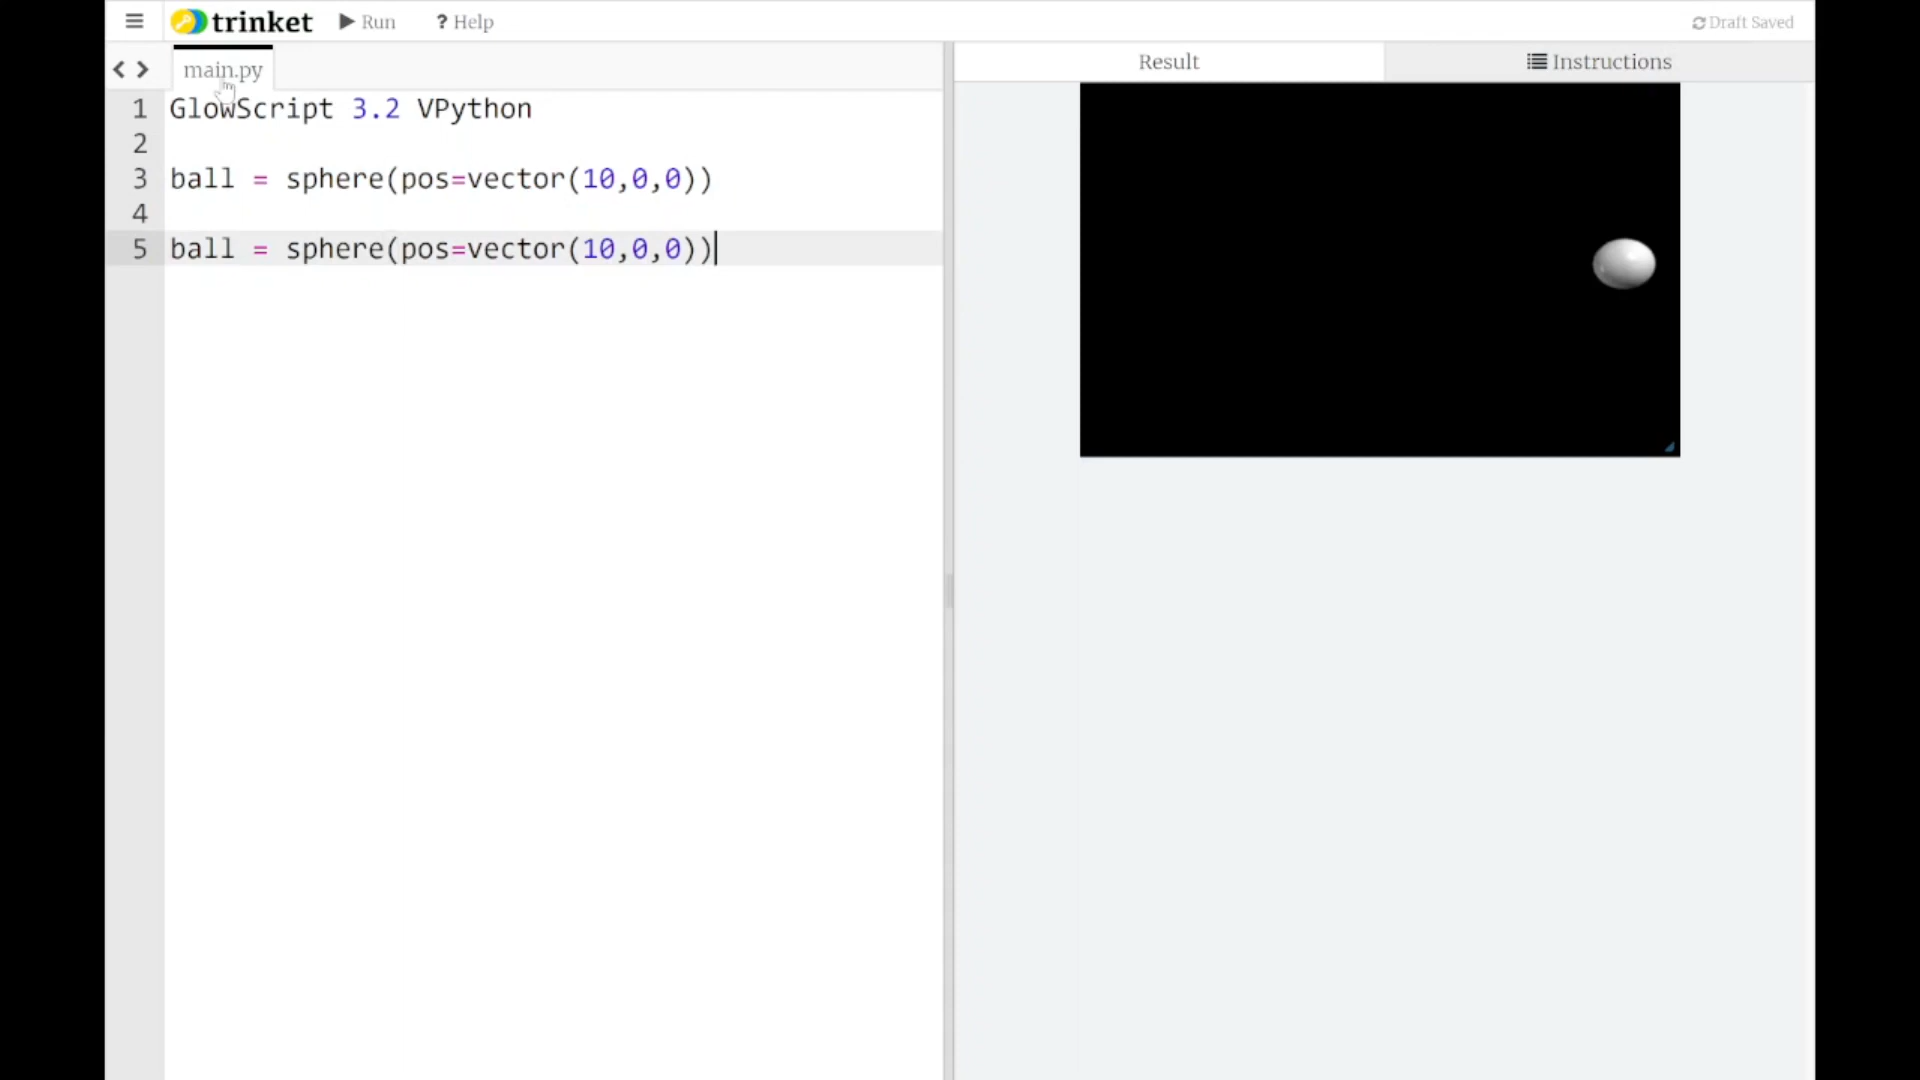 trinket Run ? Help Draft Saved
main.py Result Instructions
1 GlowScript 3.2 VPython
2
3 ball = sphere(pos=vector(10,0,0))
4
5 ball = sphere(pos=vector(10,0,0))